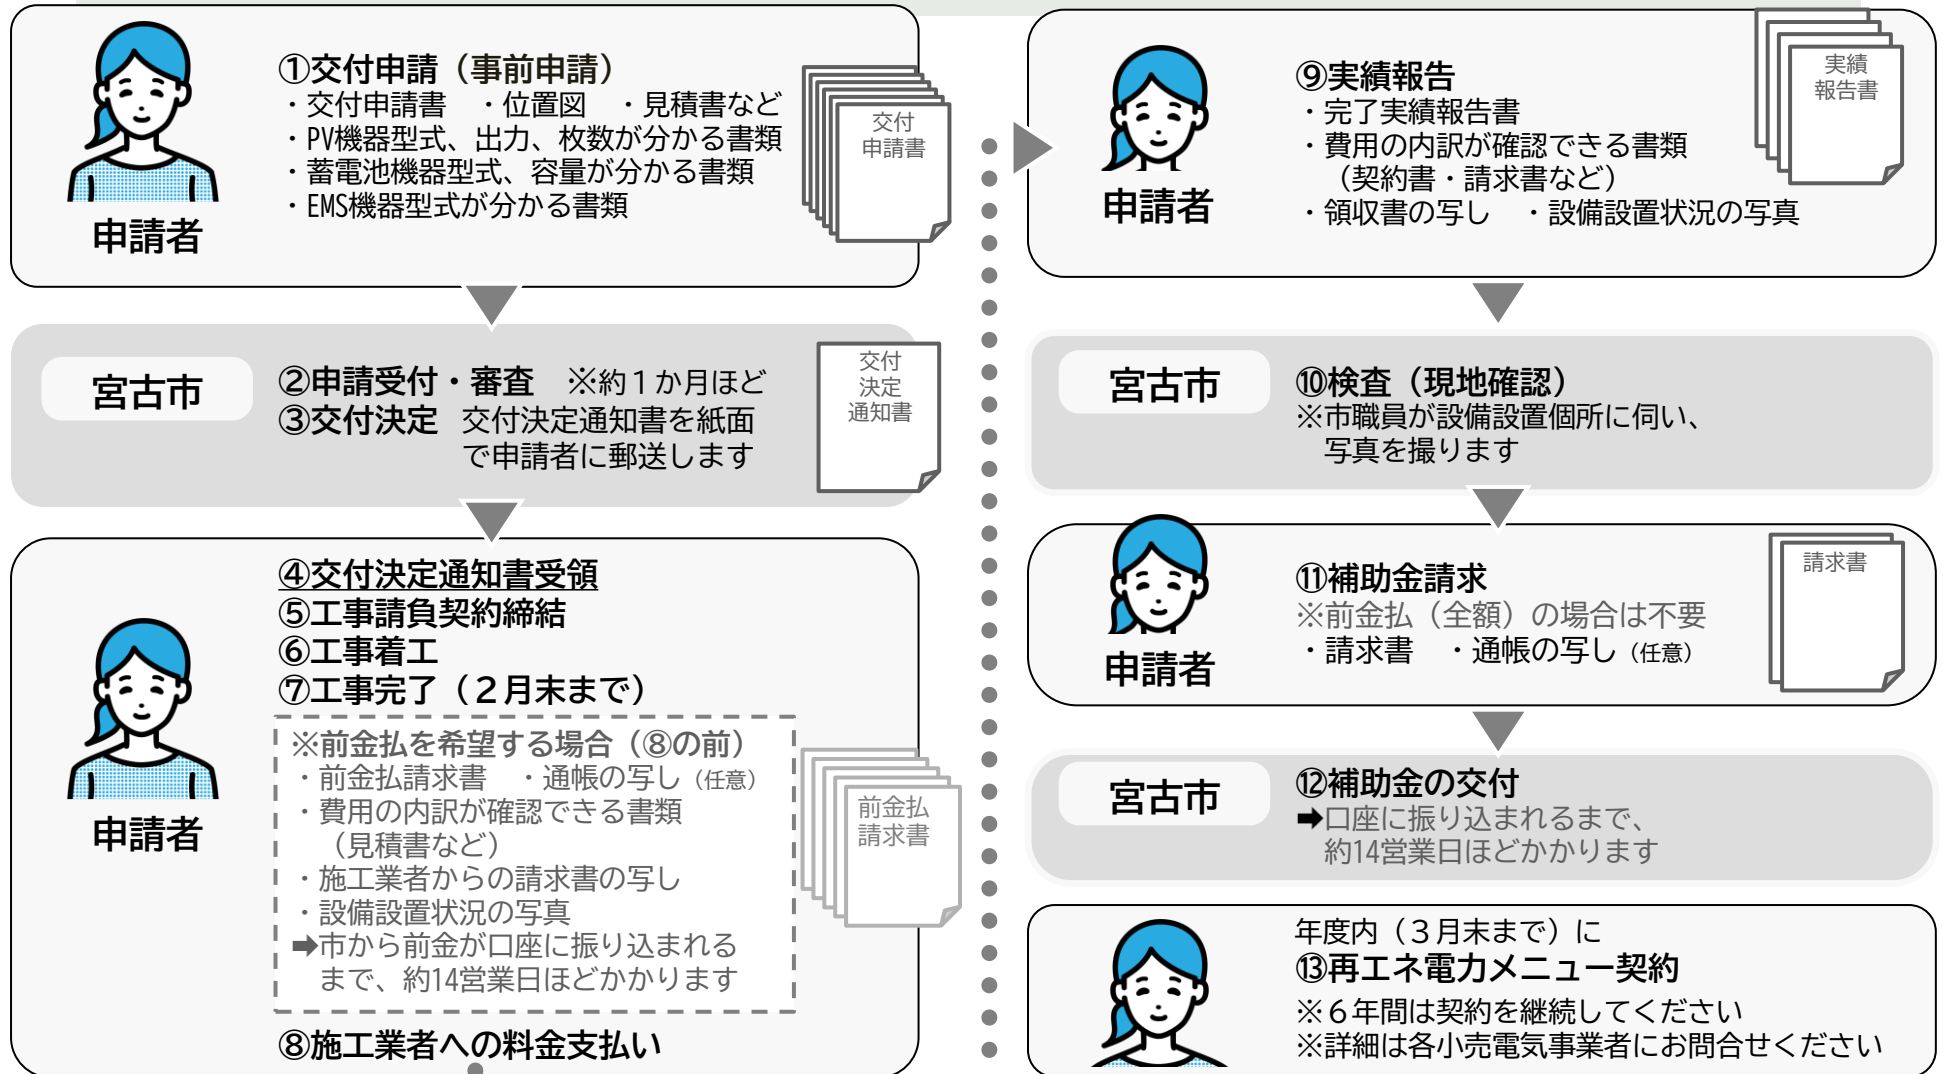 ①交付申請（事前申請）
・交付申請書　・位置図　・見積書など
・PV機器型式、出力、枚数が分かる書類
・蓄電池機器型式、容量が分かる書類
・EMS機器型式が分かる書類
申請者
交付
申請書
宮古市
②申請受付・審査　※約１か月ほど
③交付決定　交付決定通知書を紙面
で申請者に郵送します
交付
決定
通知書
④交付決定通知書受領
⑤工事請負契約締結
⑥工事着工
⑦工事完了（２月末まで）
※前金払を希望する場合（⑧の前）
・前金払請求書　・通帳の写し（任意）
・費用の内訳が確認できる書類
（見積書など）
・施工業者からの請求書の写し
・設備設置状況の写真
➡市から前金が口座に振り込まれる
まで、約14営業日ほどかかります
⑧施工業者への料金支払い
申請者
前金払
請求書
⑨実績報告
・完了実績報告書
・費用の内訳が確認できる書類
（契約書・請求書など）
・領収書の写し　・設備設置状況の写真
申請者
実績
報告書
宮古市
⑩検査（現地確認）
※市職員が設備設置個所に伺い、
写真を撮ります
⑪補助金請求
※前金払（全額）の場合は不要
・請求書　・通帳の写し（任意）
申請者
請求書
宮古市
⑫補助金の交付
➡口座に振り込まれるまで、
約14営業日ほどかかります
年度内（３月末まで）に
⑬再エネ電力メニュー契約
※６年間は契約を継続してください
※詳細は各小売電気事業者にお問合せください